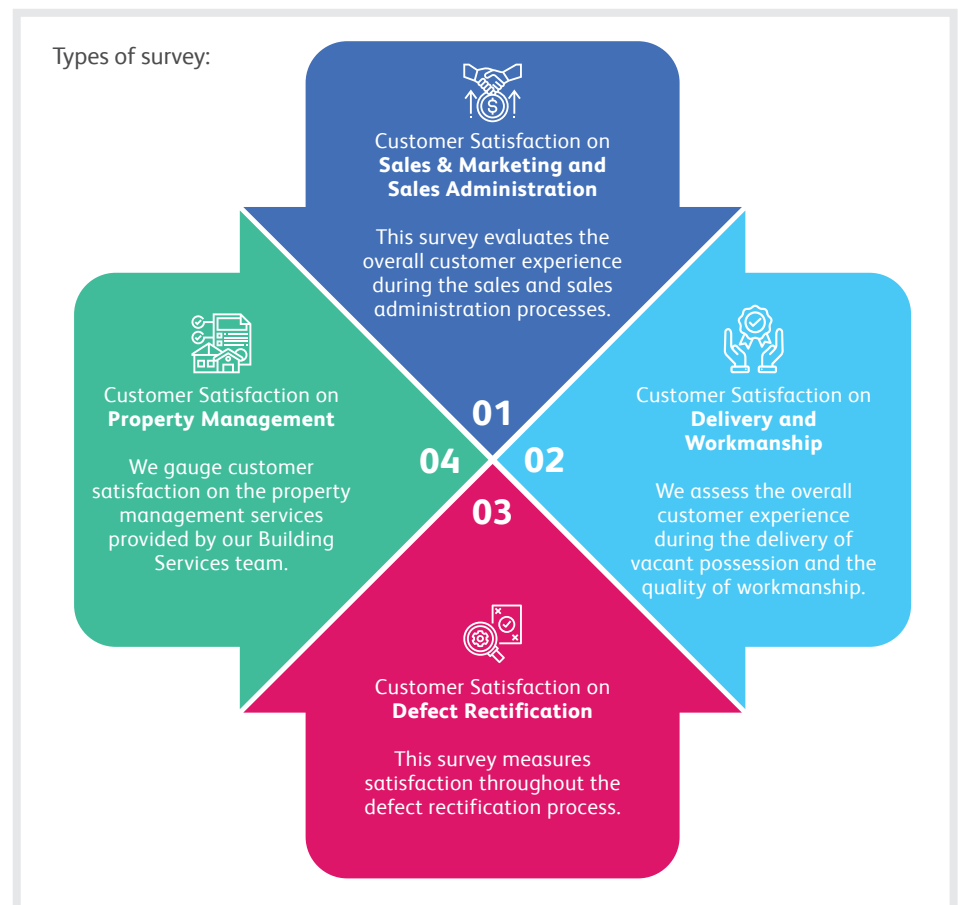 Types of survey:
Customer Satisfaction on
Sales & Marketing and
Sales Administration
This survey evaluates the
overall customer experience
during the sales and sales
administration processes.
01
Customer Satisfaction on
Delivery and
Workmanship
We assess the overall
customer experience
during the delivery of
vacant possession and the
quality of workmanship.
02
Customer Satisfaction on
Defect Rectification
This survey measures
satisfaction throughout the
defect rectification process.
03
Customer Satisfaction on
Property Management
We gauge customer
satisfaction on the property
management services
provided by our Building
Services team.
04